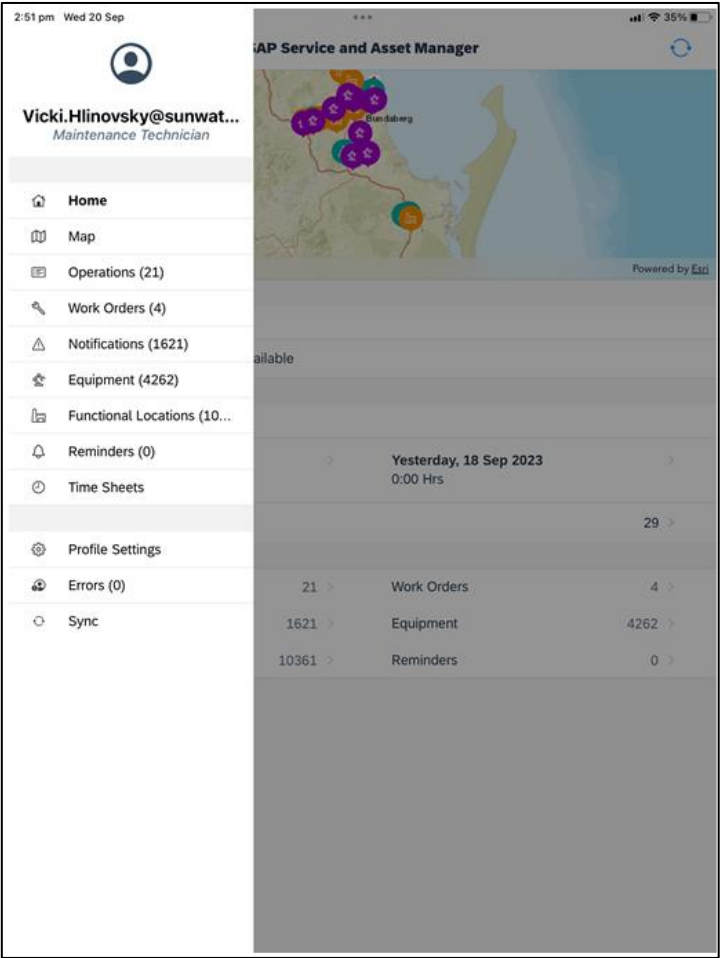 2:51 pm Wed 20 Sep
35%
Vicki.Hlinovsky@sunwat...
Maintenance Technician
Home
Map
Operations (21)
Work Orders (4)
Notifications (1621)
Equipment (4262)
Functional Locations (10...
Reminders (0)
Time Sheets
Profile Settings
Errors (0)
Sync
SAP Service and Asset Manager
Bundaberg
Powered by Esri
ailable
Yesterday, 18 Sep 2023
0:00 Hrs
29
21
Work Orders
4
1621
Equipment
4262
10361
Reminders
0